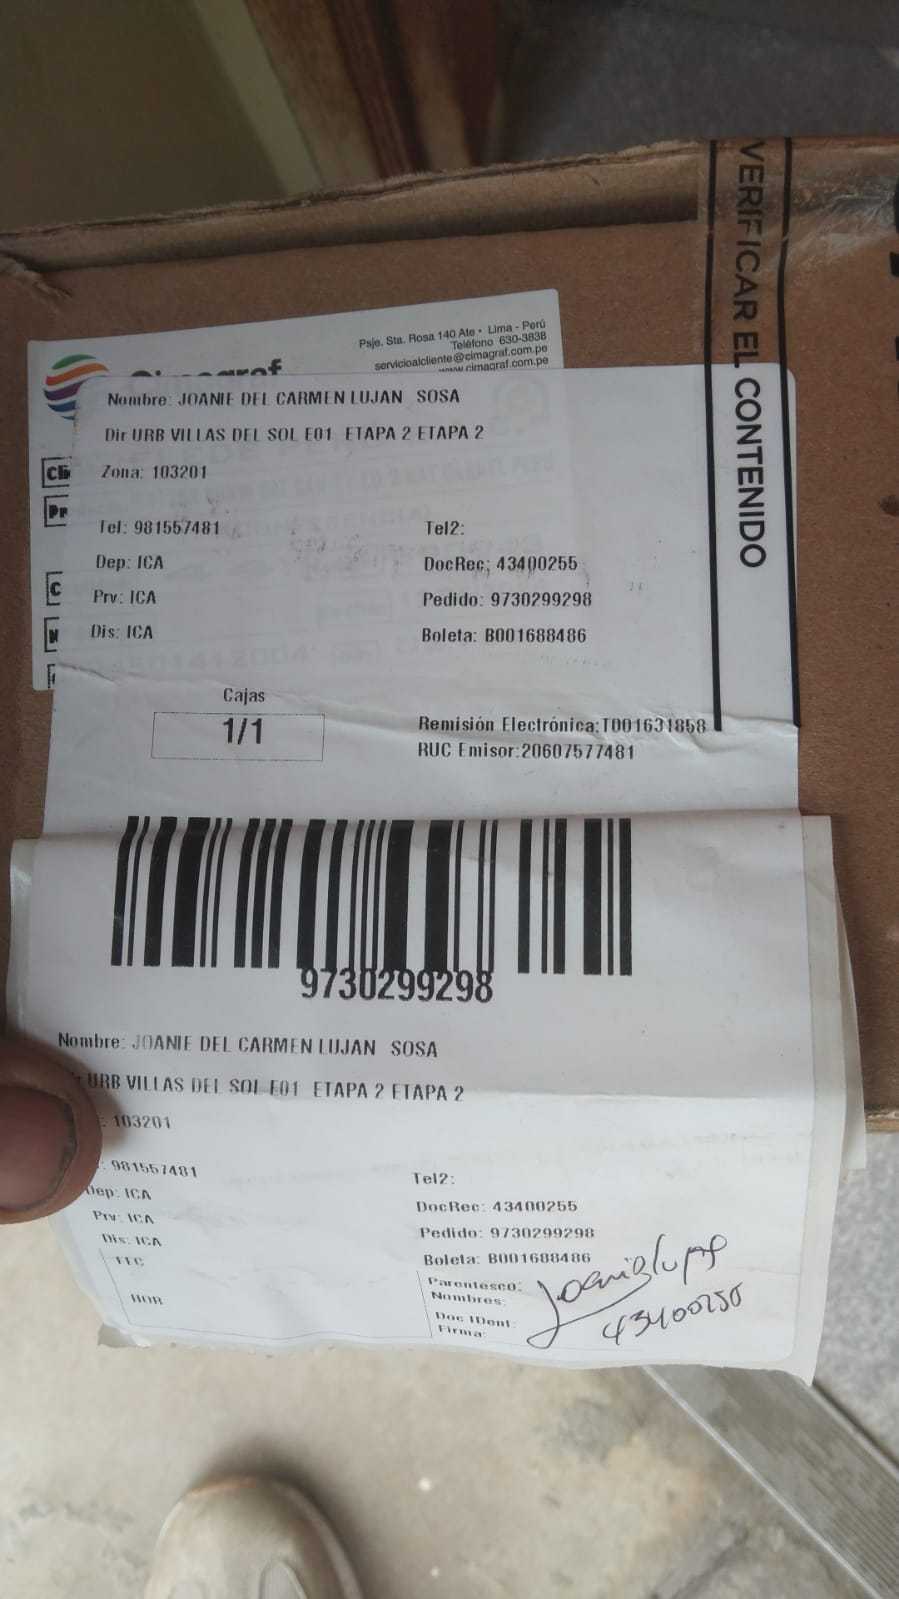 VERIFICAR EL CONTENIDO
Psje. Sta. Rosa 140 Ate • Lima - Perú
Teléfono 630-3838
servicioalcliente@cimagraf.com.pe
www.cimagraf.com.pe
Cimagraf
Nombre: JOANIE DEL CARMEN LUJAN SOSA
Dir URB VILLAS DEL SOL E01 ETAPA 2 ETAPA 2
Zona: 103201
Tel: 981557481
Tel2:
Dep: ICA
DocRec: 43400255
Prv: ICA
Pedido: 9730299298
Dis: ICA
Boleta: B001688486
Cajas
1/1
Remisión Electrónica:T001631858
RUC Emisor:20607577481
9730299298
Nombre: JOANIE DEL CARMEN LUJAN SOSA
URB VILLAS DEL SOL E01 ETAPA 2 ETAPA 2
103201
: 981557481
Tel2:
Dep: ICA
DocRec: 43400255
Prv: ICA
Pedido: 9730299298
Dis: ICA
Boleta: B001688486
FEC
HOR
Parentesco:
Nombres:
Doc IDent:
Firma: